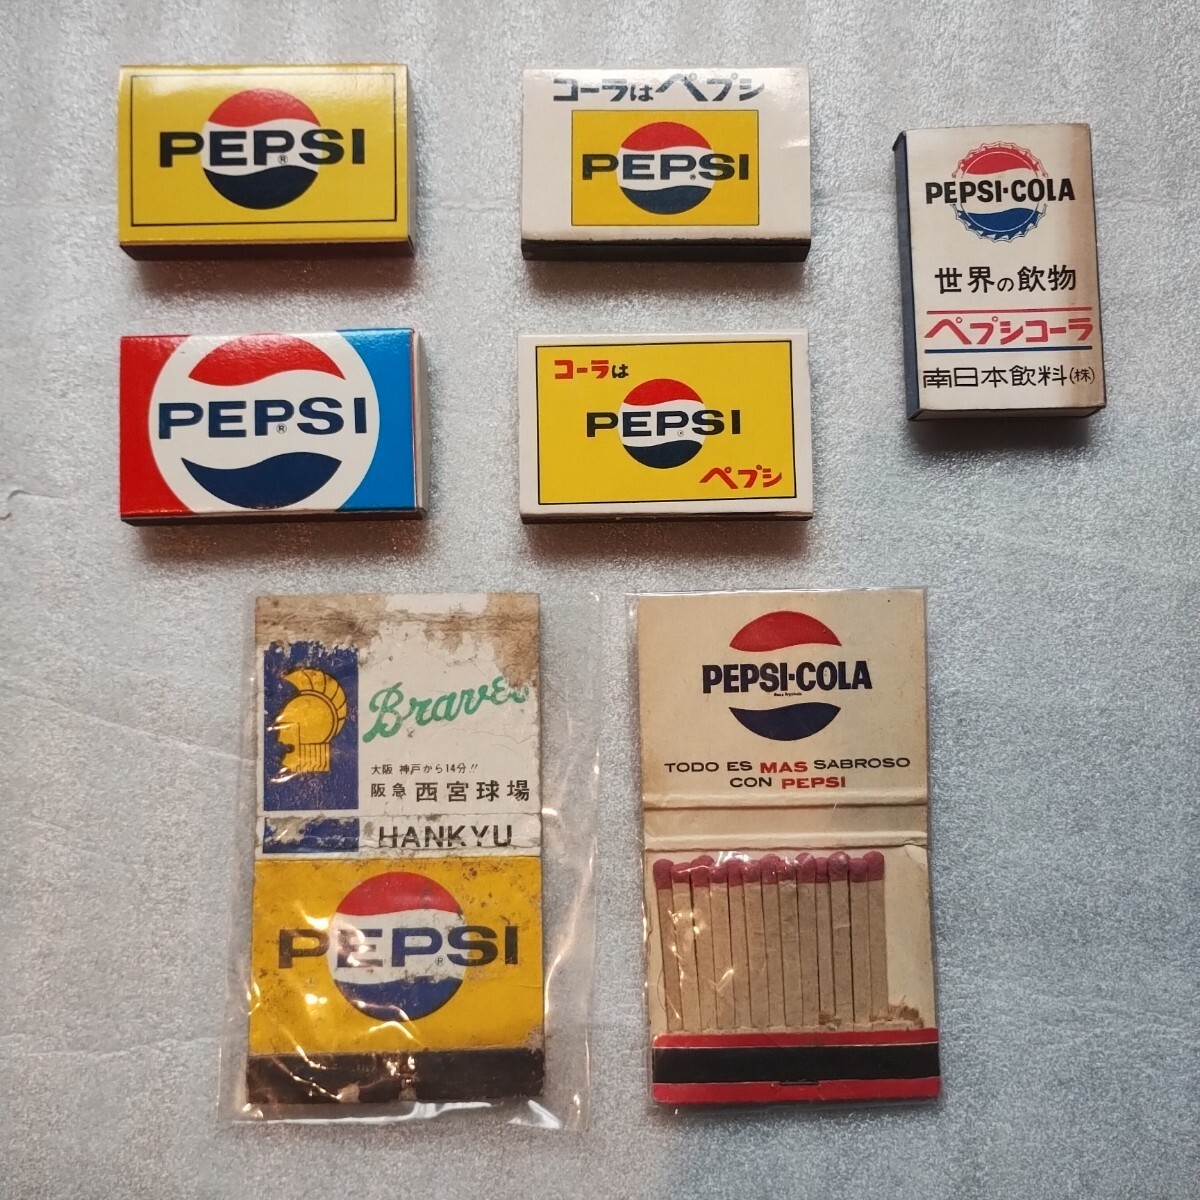 PEPSI
®
コーラはペプシ
PEPSI
®
PEPSI·COLA
世界の飲物
ペプシコーラ
南日本飲料(株)
PEPSI
®
コーラは
PEPSI
ペプシ
Braves
大阪 神戸から14分!!
阪急 西宮球場
HANKYU
PEPSI
®
PEPSI·COLA
TODO ES MAS SABROSO
CON PEPSI